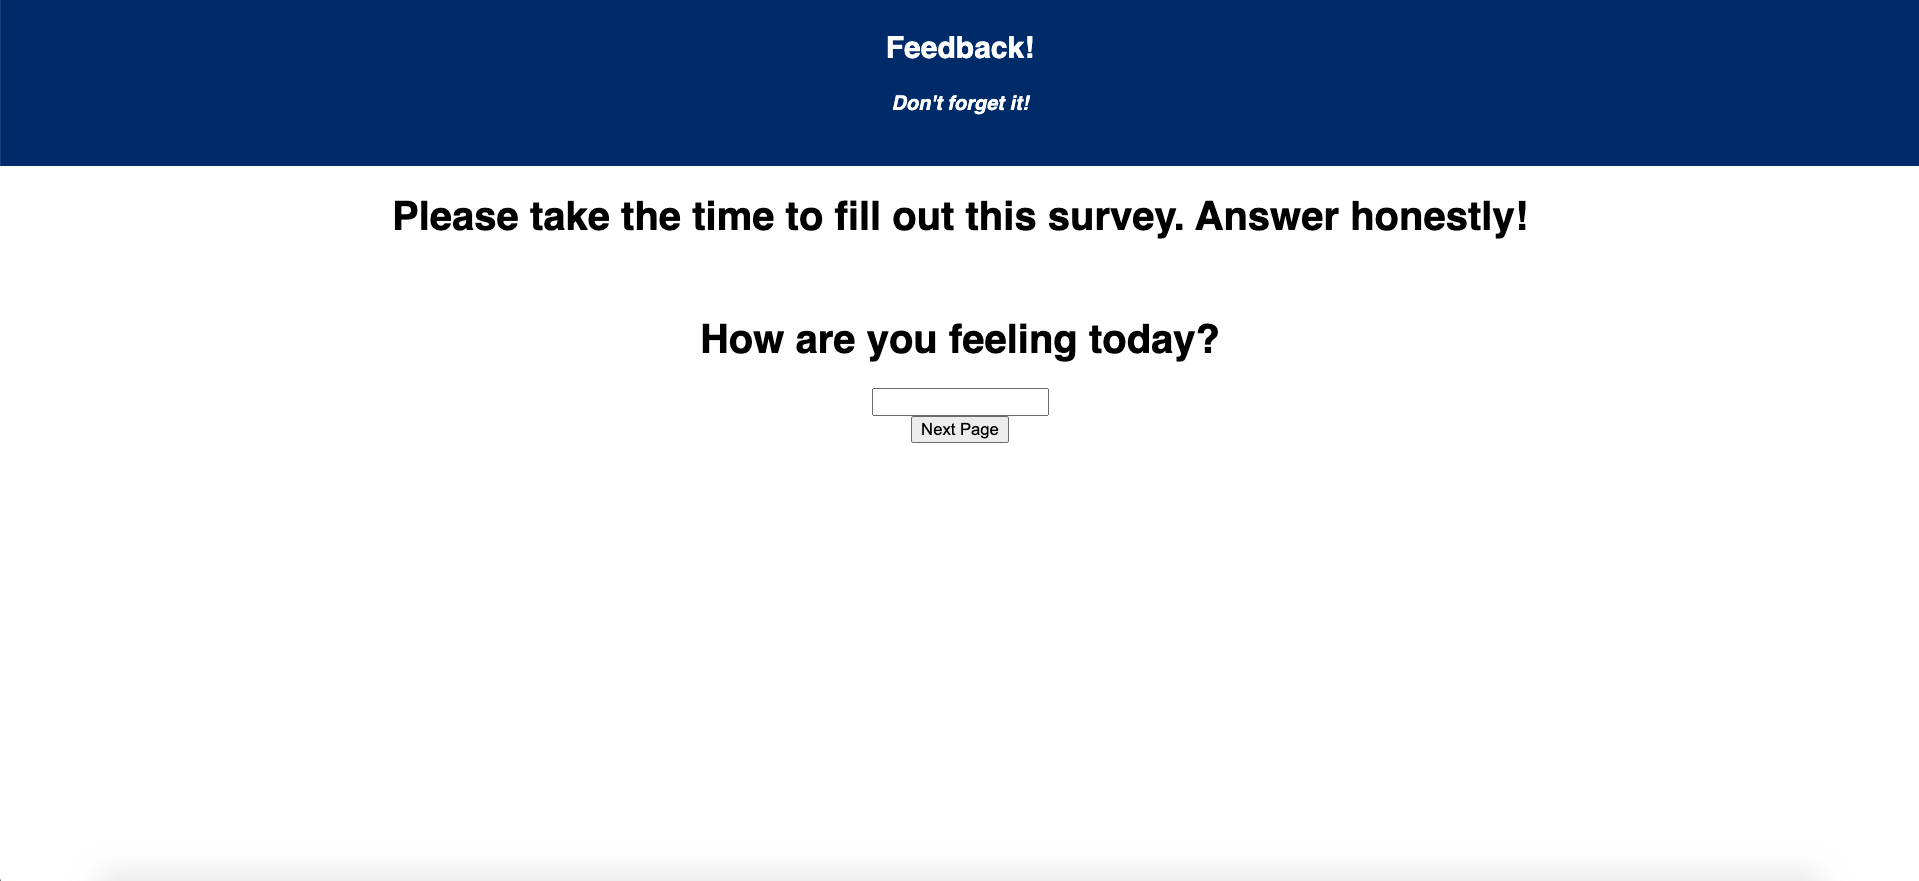 Feedback!
Don't forget it!
Please take the time to fill out this survey. Answer honestly!
How are you feeling today?
Next Page